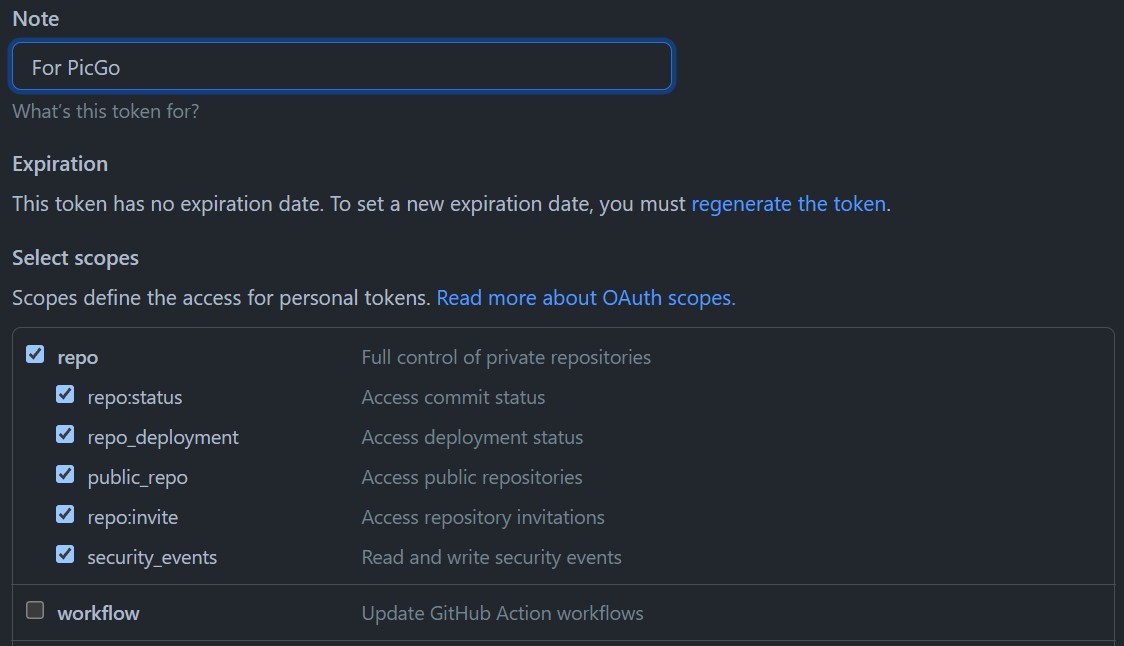 Note
For PicGo
What's this token for?
Expiration
This token has no expiration date. To set a new expiration date, you must regenerate the token.
Select scopes
Scopes define the access for personal tokens. Read more about OAuth scopes.
repo Full control of private repositories
repo:status Access commit status
repo_deployment Access deployment status
public_repo Access public repositories
repo:invite Access repository invitations
security_events Read and write security events
workflow Update GitHub Action workflows